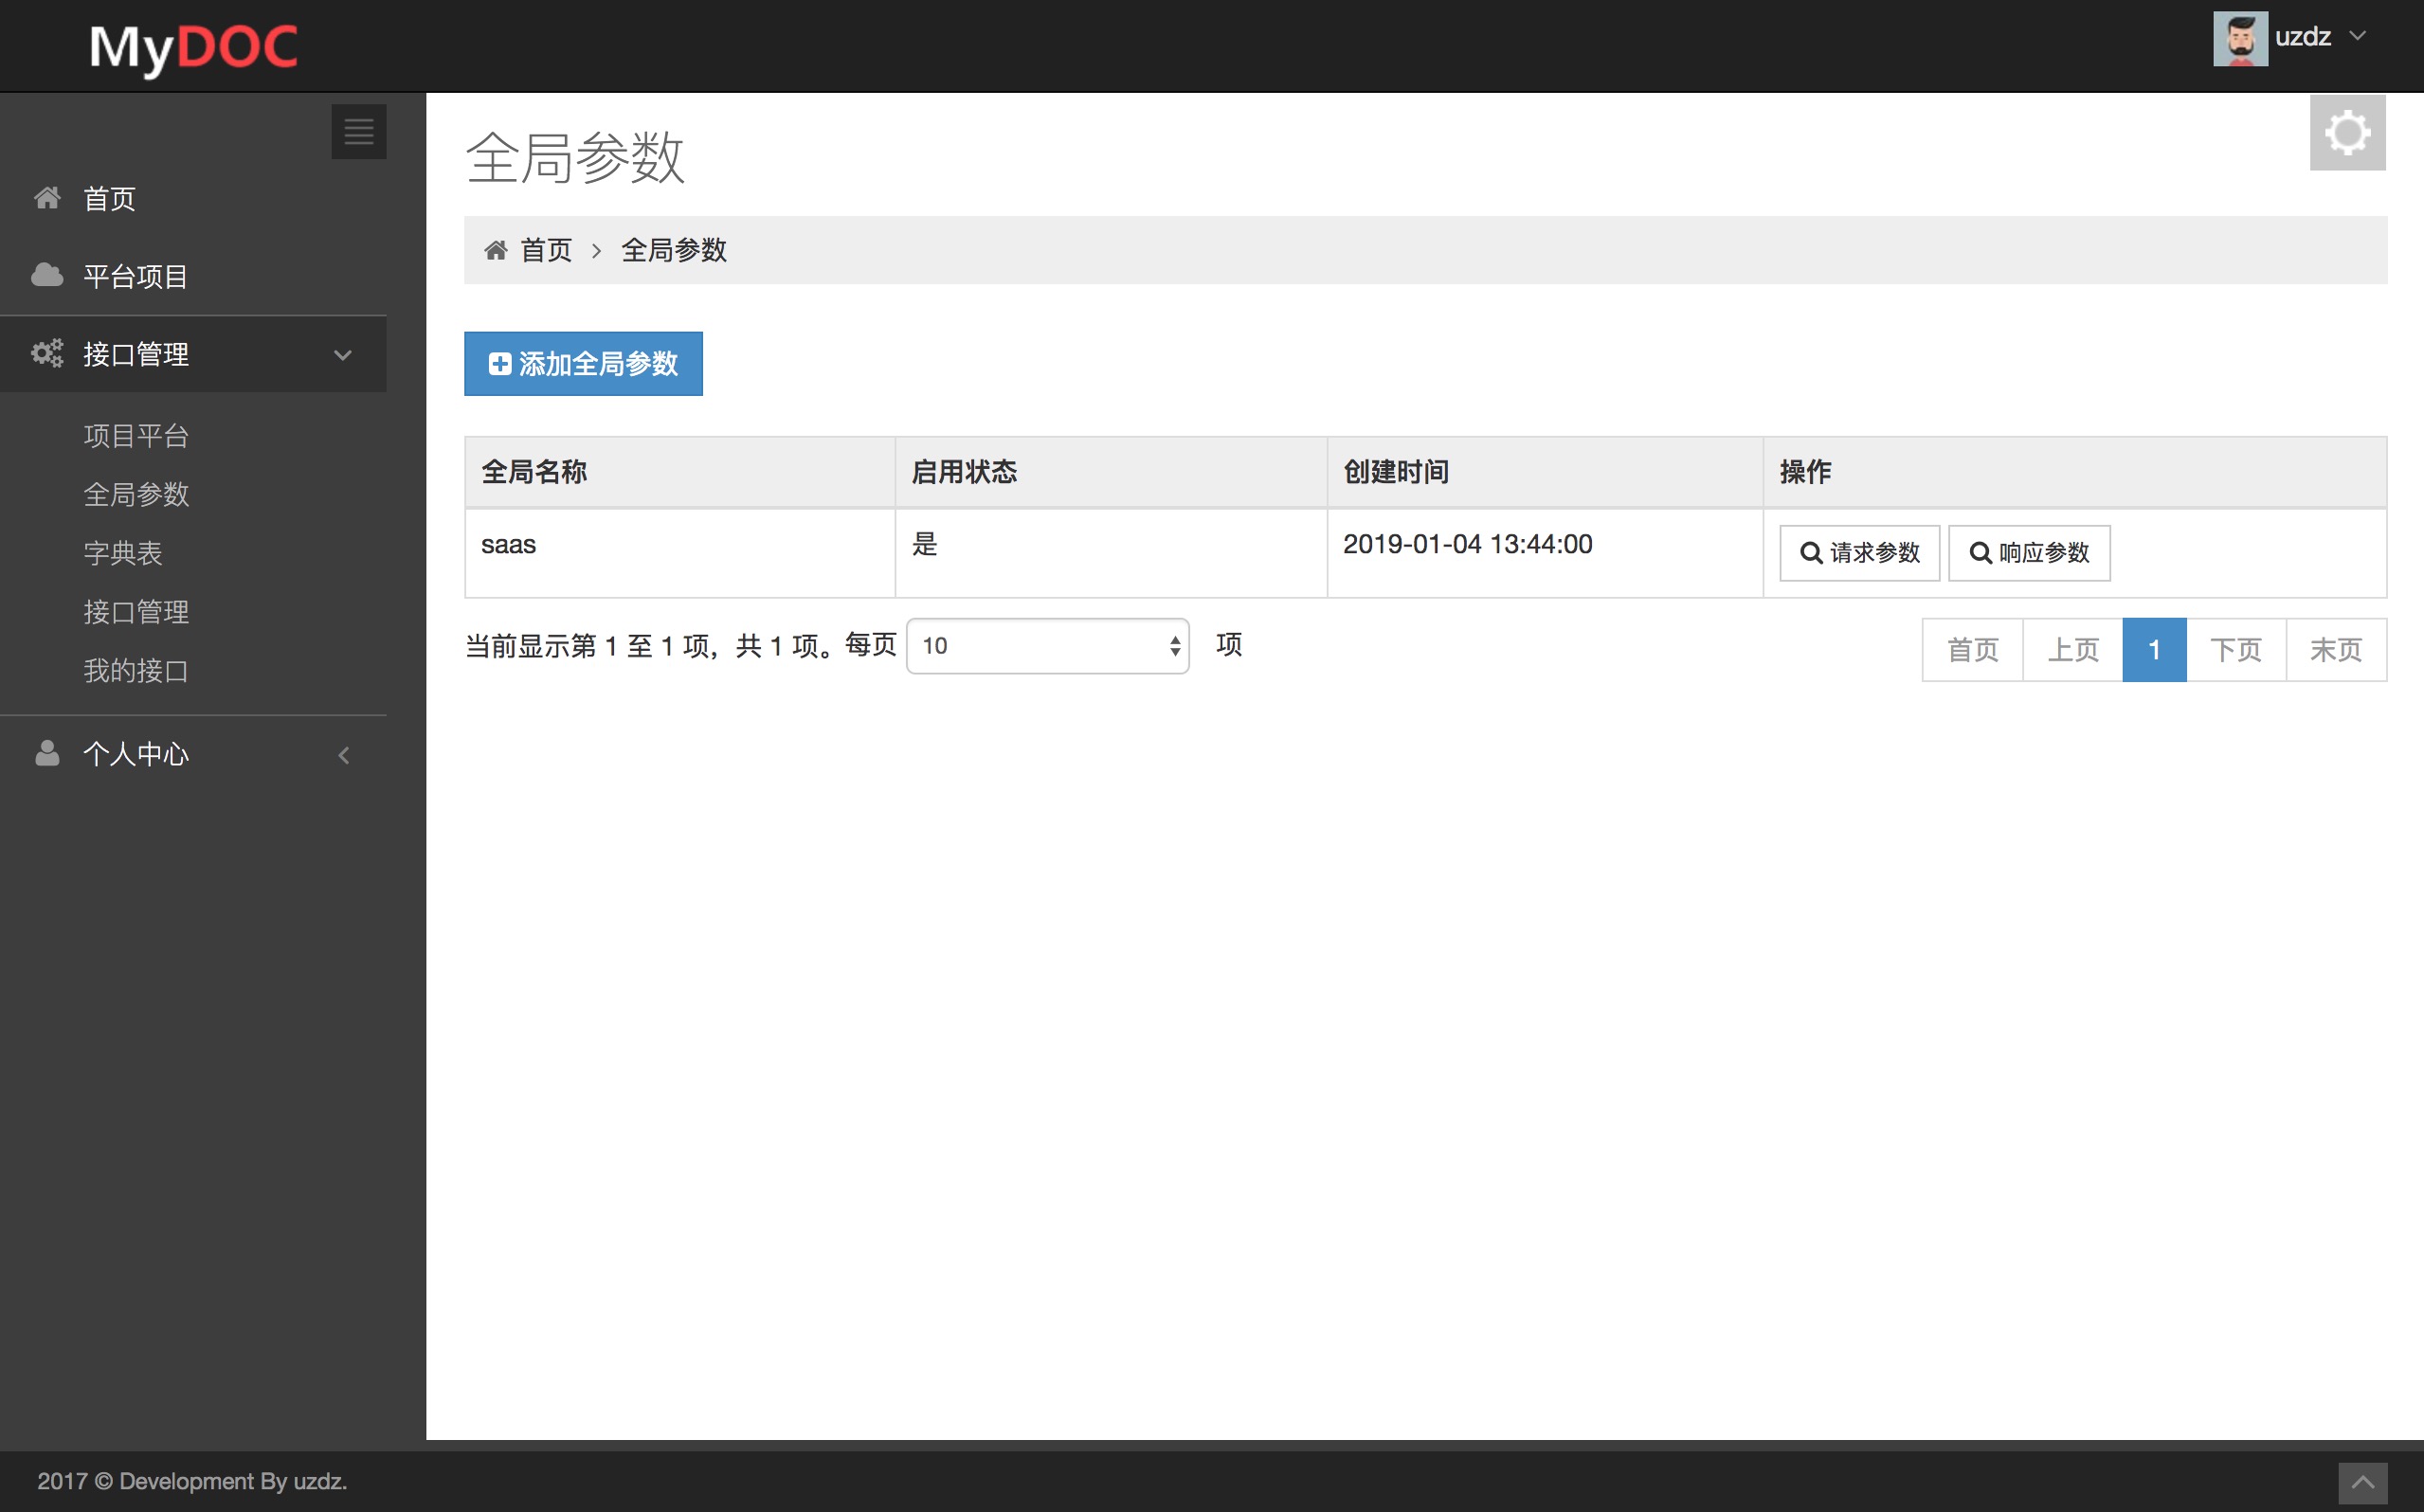 MyDOC
uzdz
首页
平台项目
接口管理
项目平台
全局参数
字典表
接口管理
我的接口
个人中心
全局参数
首页 > 全局参数
添加全局参数
全局名称 启用状态 创建时间 操作
saas 是 2019-01-04 13:44:00 请求参数 响应参数
当前显示第 1 至 1 项，共 1 项。每页 10 项
首页 上页 1 下页 末页
2017 © Development By uzdz.